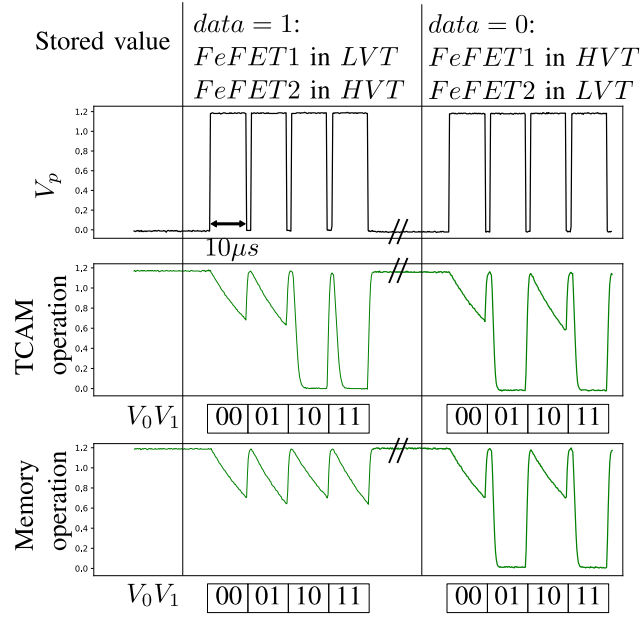 Stored value
data = 1:
FeFET1 in LVT
FeFET2 in HVT
data = 0:
FeFET1 in HVT
FeFET2 in LVT
V_p
1.2
1.0
0.8
0.6
0.4
0.2
0.0
10μs
TCAM
operation
1.2
1.0
0.8
0.6
0.4
0.2
0.0
V_0V_1
00 01 10 11
00 01 10 11
Memory
operation
1.2
1.0
0.8
0.6
0.4
0.2
0.0
V_0V_1
00 01 10 11
00 01 10 11